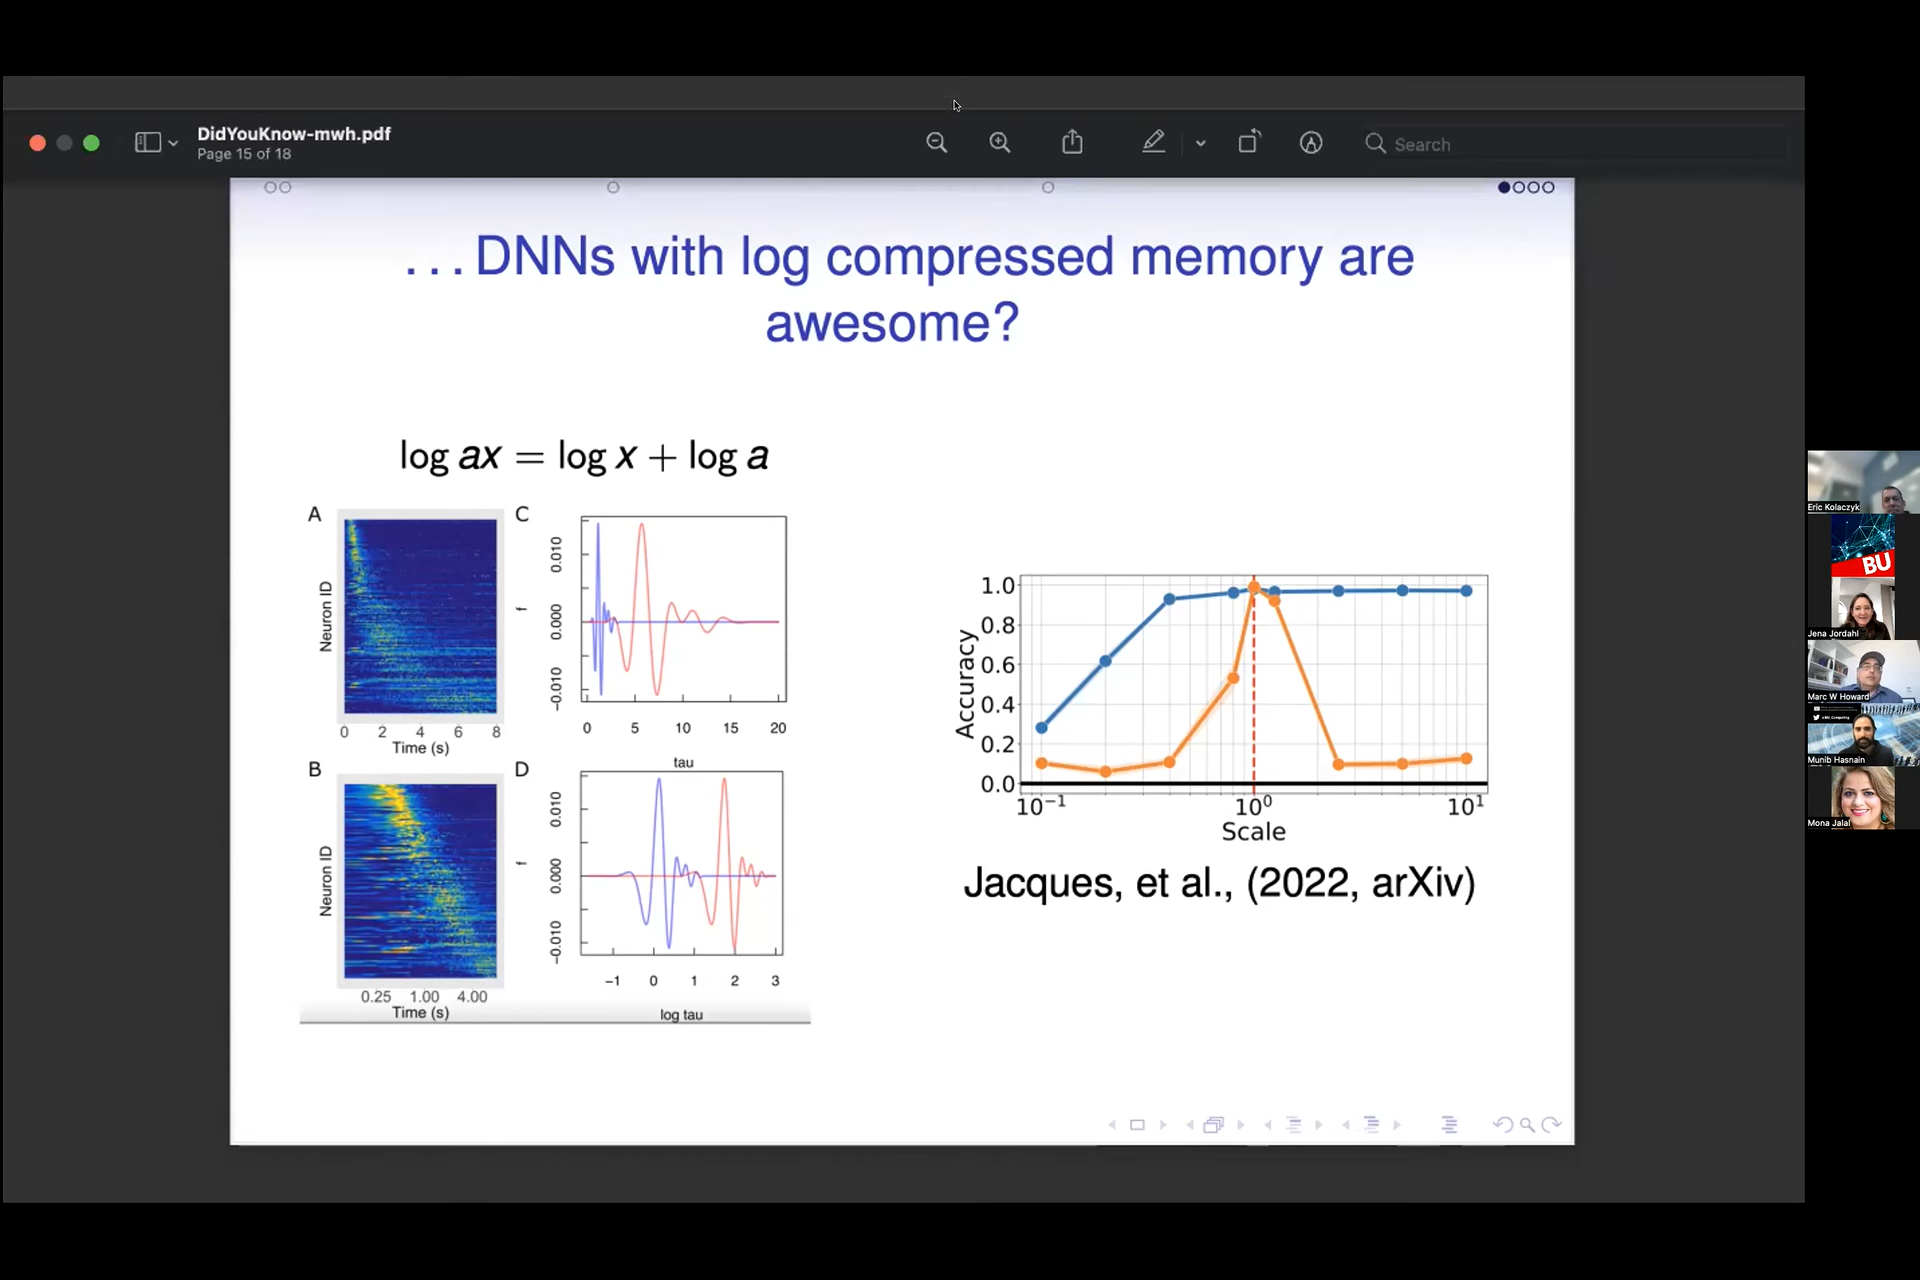 DidYouKnow-mwh.pdf
Page 15 of 18
Search
...DNNs with log compressed memory are
awesome?
log ax = log x + log a
A
Neuron ID
0 2 4 6 8
Time (s)
C
f
0.010
0.000
-0.010
0 5 10 15 20
tau
B
Neuron ID
0.25 1.00 4.00
Time (s)
D
f
0.010
0.000
-0.010
−1 0 1 2 3
log tau
Accuracy
1.0
0.8
0.6
0.4
0.2
0.0
10⁻¹ 10⁰ 10¹
Scale
Jacques, et al., (2022, arXiv)
Eric Kolaczyk
BU
Jena Jordahl
Marc W Howard
Munib Hasnain
Mona Jalal